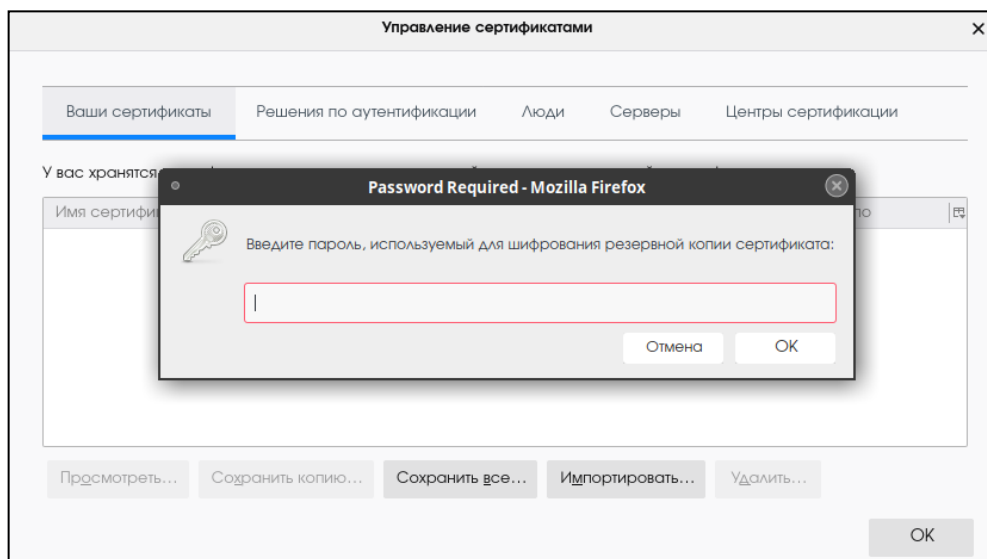 Управление сертификатами
Ваши сертификаты Решения по аутентификации Люди Серверы Центры сертификации
У вас хранятся
Password Required - Mozilla Firefox
Имя
Введите пароль, используемый для шифрования резервной копии сертификата:
Отмена OK
Просмотреть... Сохранить копию... Сохранить все... Импортировать... Удалить...
OK